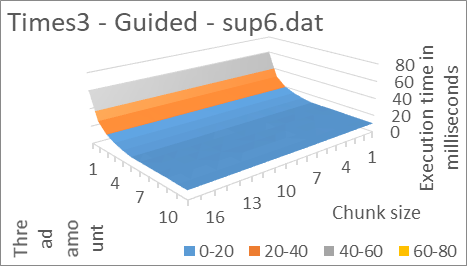 Times3 - Guided - sup6.dat
80
60
40
20
0
Execution time in
milliseconds
1
4
7
10
16
13
10
7
4
1
Thre
ad
amo
unt
Chunk size
0-20 20-40 40-60 60-80